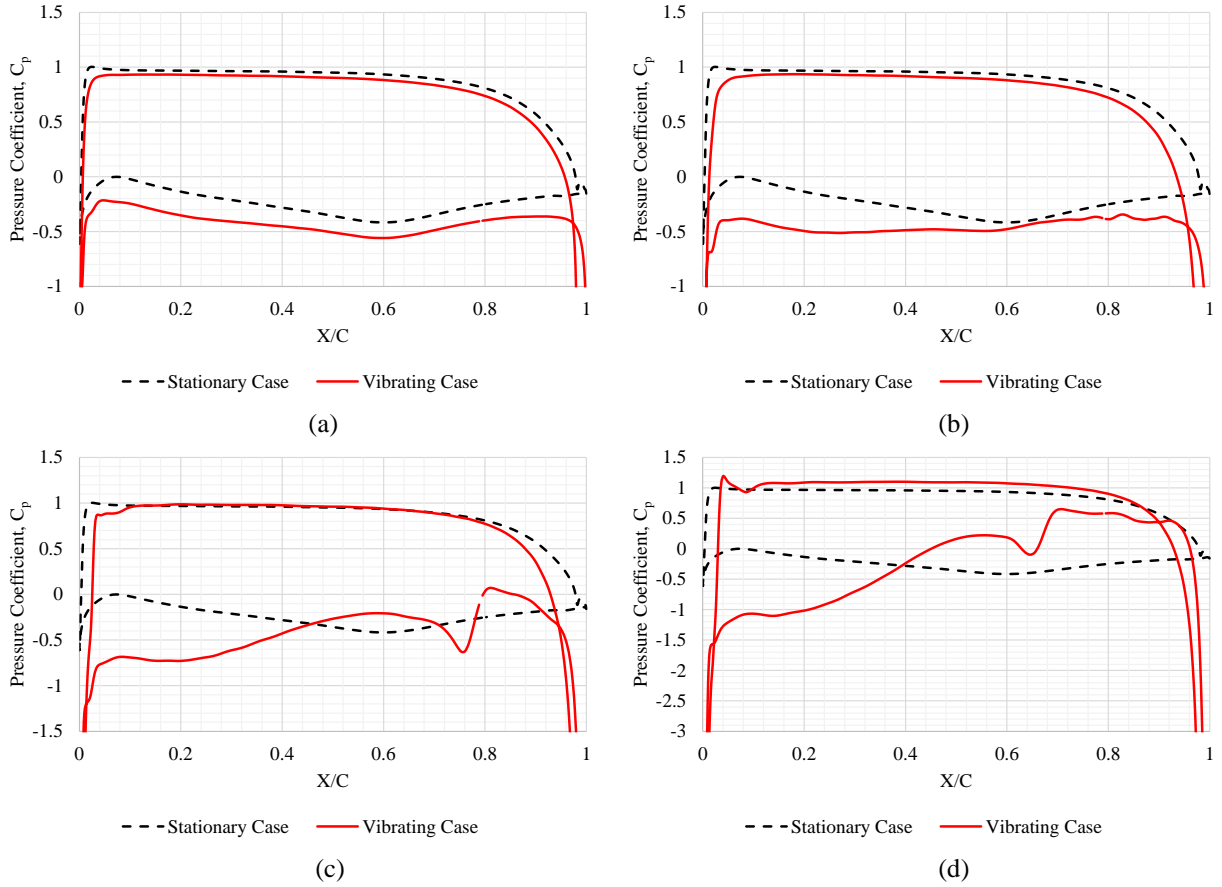 1.5
1
0.5
0
-0.5
-1
0 0.2 0.4 0.6 0.8 1
Pressure Coefficient, Cp
X/C
Stationary Case Vibrating Case
(a)
1.5
1
0.5
0
-0.5
-1
0 0.2 0.4 0.6 0.8 1
Pressure Coefficient, Cp
X/C
Stationary Case Vibrating Case
(b)
1.5
1
0.5
0
-0.5
-1
-1.5
0 0.2 0.4 0.6 0.8 1
Pressure Coefficient, Cp
X/C
Stationary Case Vibrating Case
(c)
1.5
1
0.5
0
-0.5
-1
-1.5
-2
-2.5
-3
0 0.2 0.4 0.6 0.8 1
Pressure Coefficient, Cp
X/C
Stationary Case Vibrating Case
(d)